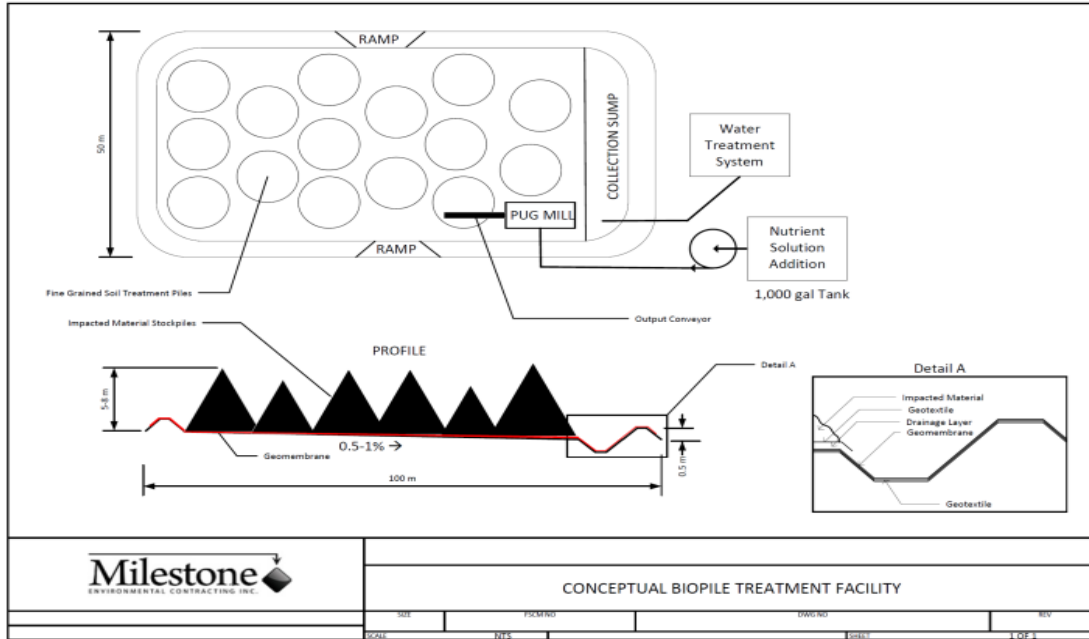 RAMP
50 m
COLLECTION SUMP
Water
Treatment
System
PUG MILL
Nutrient
Solution
Addition
RAMP
1,000 gal Tank
Fine Grained Soil Treatment Piles
Output Conveyor
Impacted Material Stockpiles
PROFILE
Detail A
5-8 m
0.5-1%
Geomembrane
0.5 m
100 m
Detail A
Impacted Material
Geotextile
Drainage Layer
Geomembrane
Geotextile
Milestone
ENVIRONMENTAL CONTRACTING INC.
CONCEPTUAL BIOPILE TREATMENT FACILITY
SIZE
FSCM NO
DWG NO
REV
SCALE
NTS
SHEET
1 OF 1